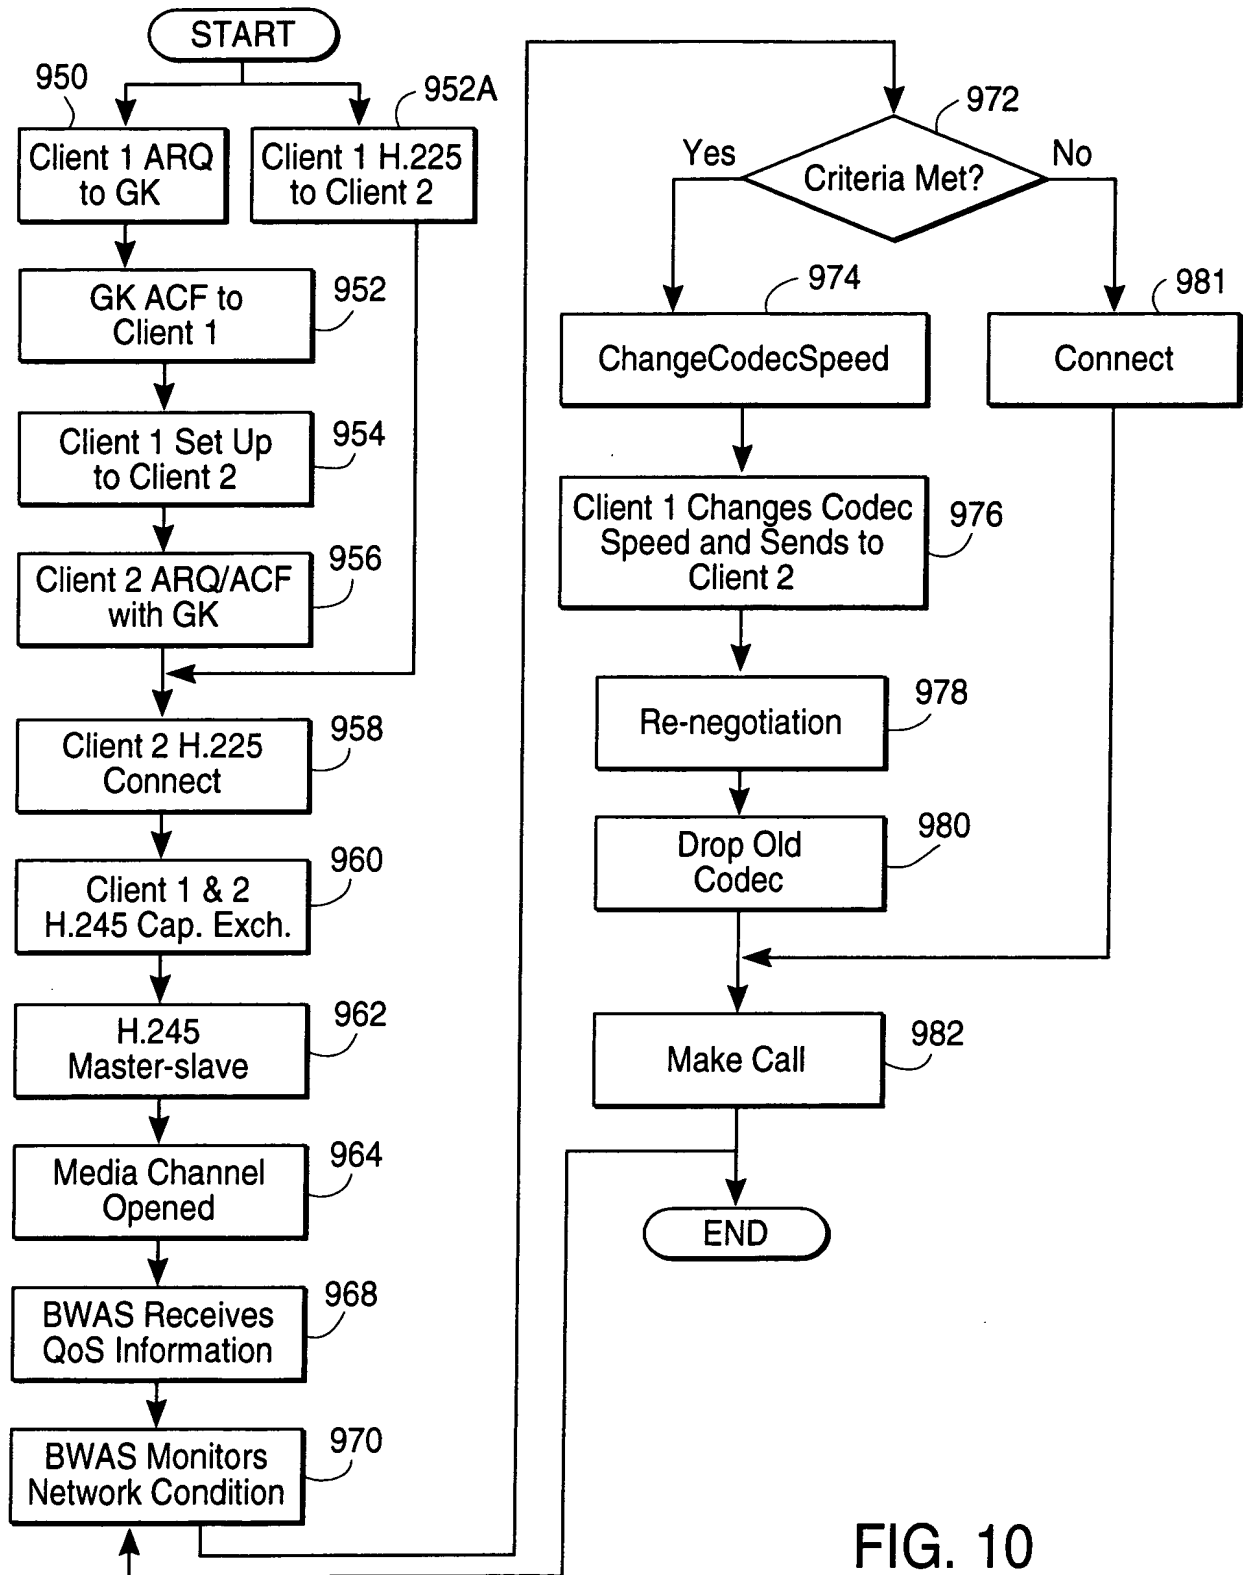 START
950
952A
Client 1 ARQ
to GK
Client 1 H.225
to Client 2
GK ACF to
Client 1
952
Client 1 Set Up
to Client 2
954
Client 2 ARQ/ACF
with GK
956
Client 2 H.225
Connect
958
Client 1 & 2
H.245 Cap. Exch.
960
H.245
Master-slave
962
Media Channel
Opened
964
BWAS Receives
QoS Information
968
BWAS Monitors
Network Condition
970
972
Yes
Criteria Met?
No
974
ChangeCodecSpeed
981
Connect
Client 1 Changes Codec
Speed and Sends to
Client 2
976
Re-negotiation
978
Drop Old
Codec
980
Make Call
982
END
FIG. 10